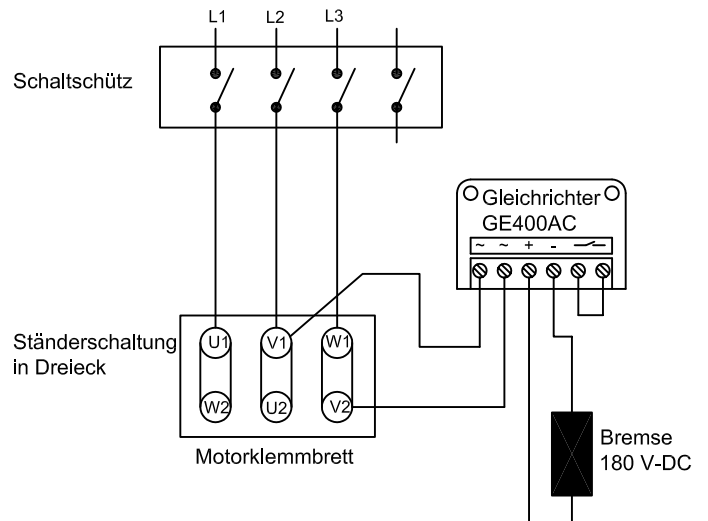 L1 L2 L3
Schaltschütz
Gleichrichter
GE400AC
~ ~ + -
Ständerschaltung
in Dreieck
U1 V1 W1
W2 U2 V2
Motorklemmbrett
Bremse
180 V-DC